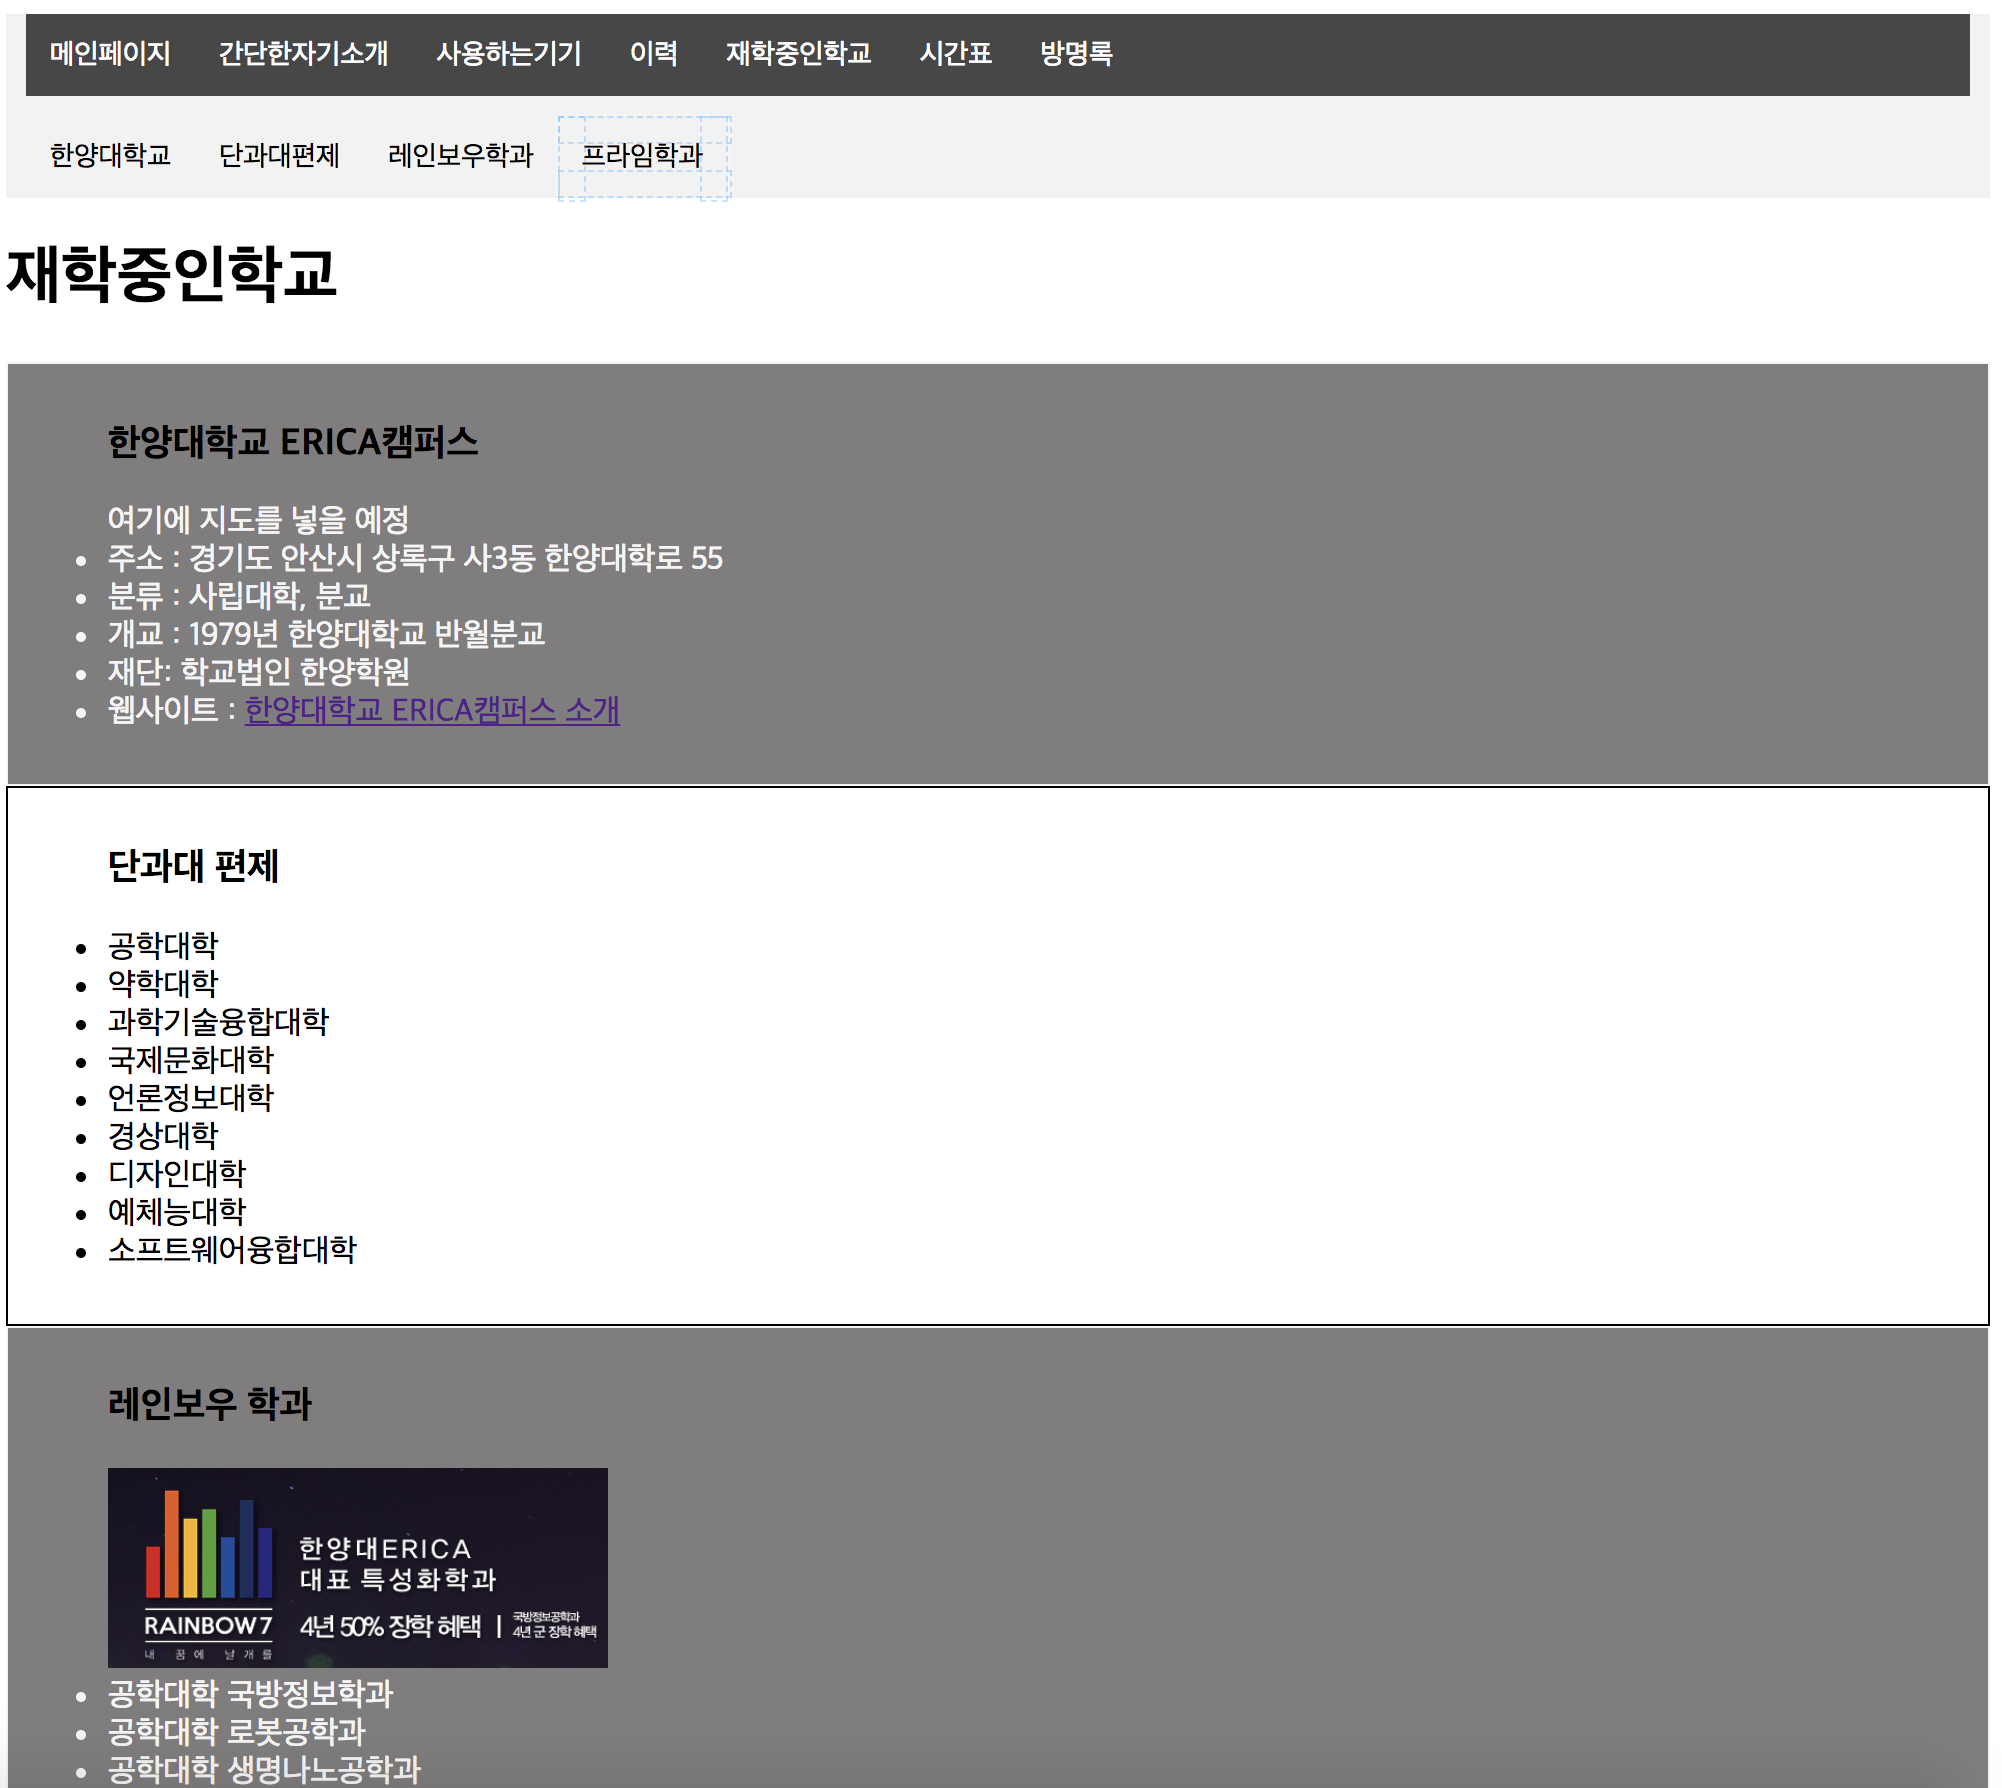 메인페이지 간단한자기소개 사용하는기기 이력 재학중인학교 시간표 방명록
한양대학교 단과대편제 레인보우학과 프라임학과
재학중인학교
한양대학교 ERICA캠퍼스
여기에 지도를 넣을 예정
주소 : 경기도 안산시 상록구 사3동 한양대학로 55
분류 : 사립대학, 분교
개교 : 1979년 한양대학교 반월분교
재단: 학교법인 한양학원
웹사이트 : 한양대학교 ERICA캠퍼스 소개
단과대 편제
공학대학
약학대학
과학기술융합대학
국제문화대학
언론정보대학
경상대학
디자인대학
예체능대학
소프트웨어융합대학
레인보우 학과
한양대ERICA
대표 특성화학과
4년 50% 장학 혜택 | 국방정보공학과
4년 군 장학 혜택
RAINBOW 7
내 꿈에 날개를
공학대학 국방정보학과
공학대학 로봇공학과
공학대학 생명나노공학과